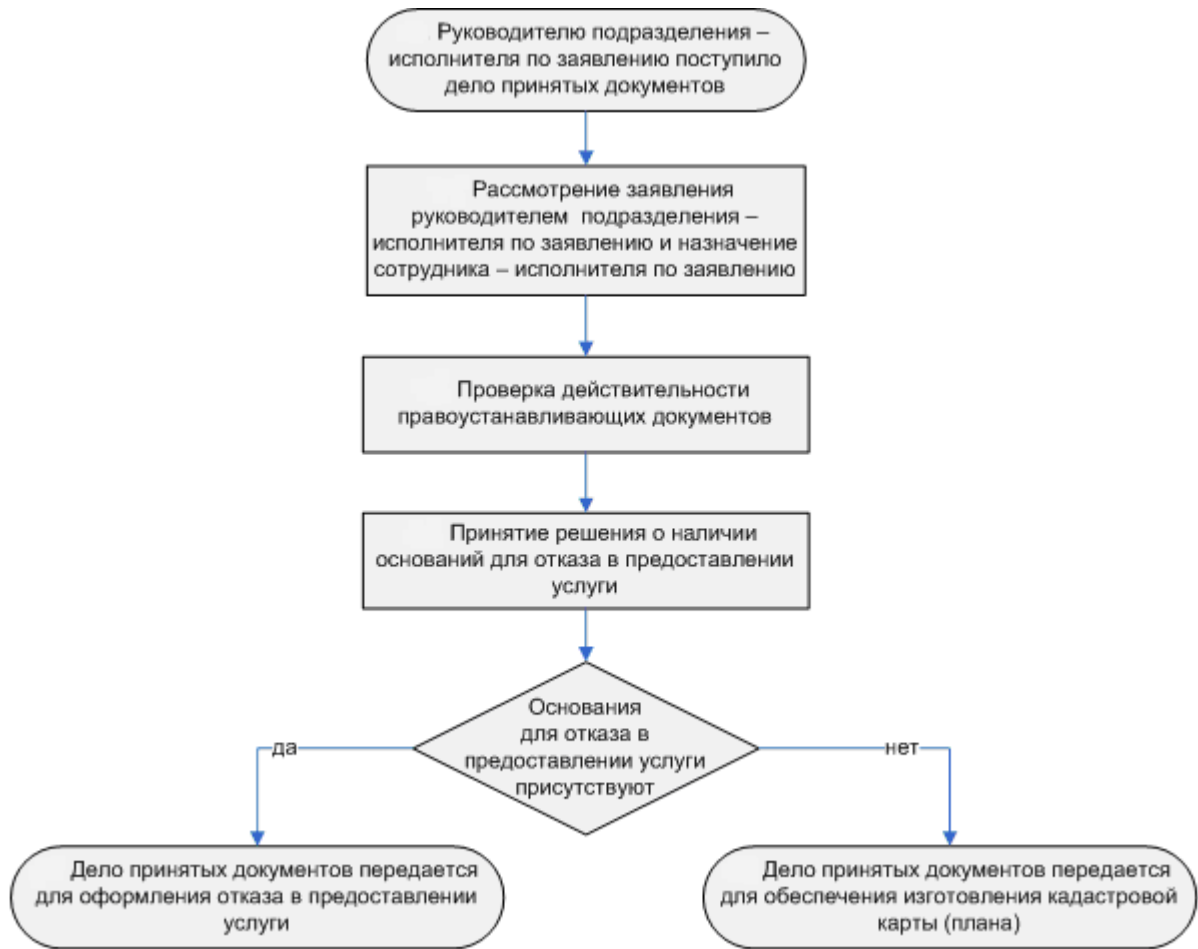 Руководителю подразделения –
исполнителя по заявлению поступило
дело принятых документов
Рассмотрение заявления
руководителем подразделения –
исполнителя по заявлению и назначение
сотрудника – исполнителя по заявлению
Проверка действительности
правоустанавливающих документов
Принятие решения о наличии
оснований для отказа в предоставлении
услуги
Основания
для отказа в
предоставлении услуги
присутствуют
да
нет
Дело принятых документов передается
для оформления отказа в предоставлении
услуги
Дело принятых документов передается
для обеспечения изготовления кадастровой
карты (плана)